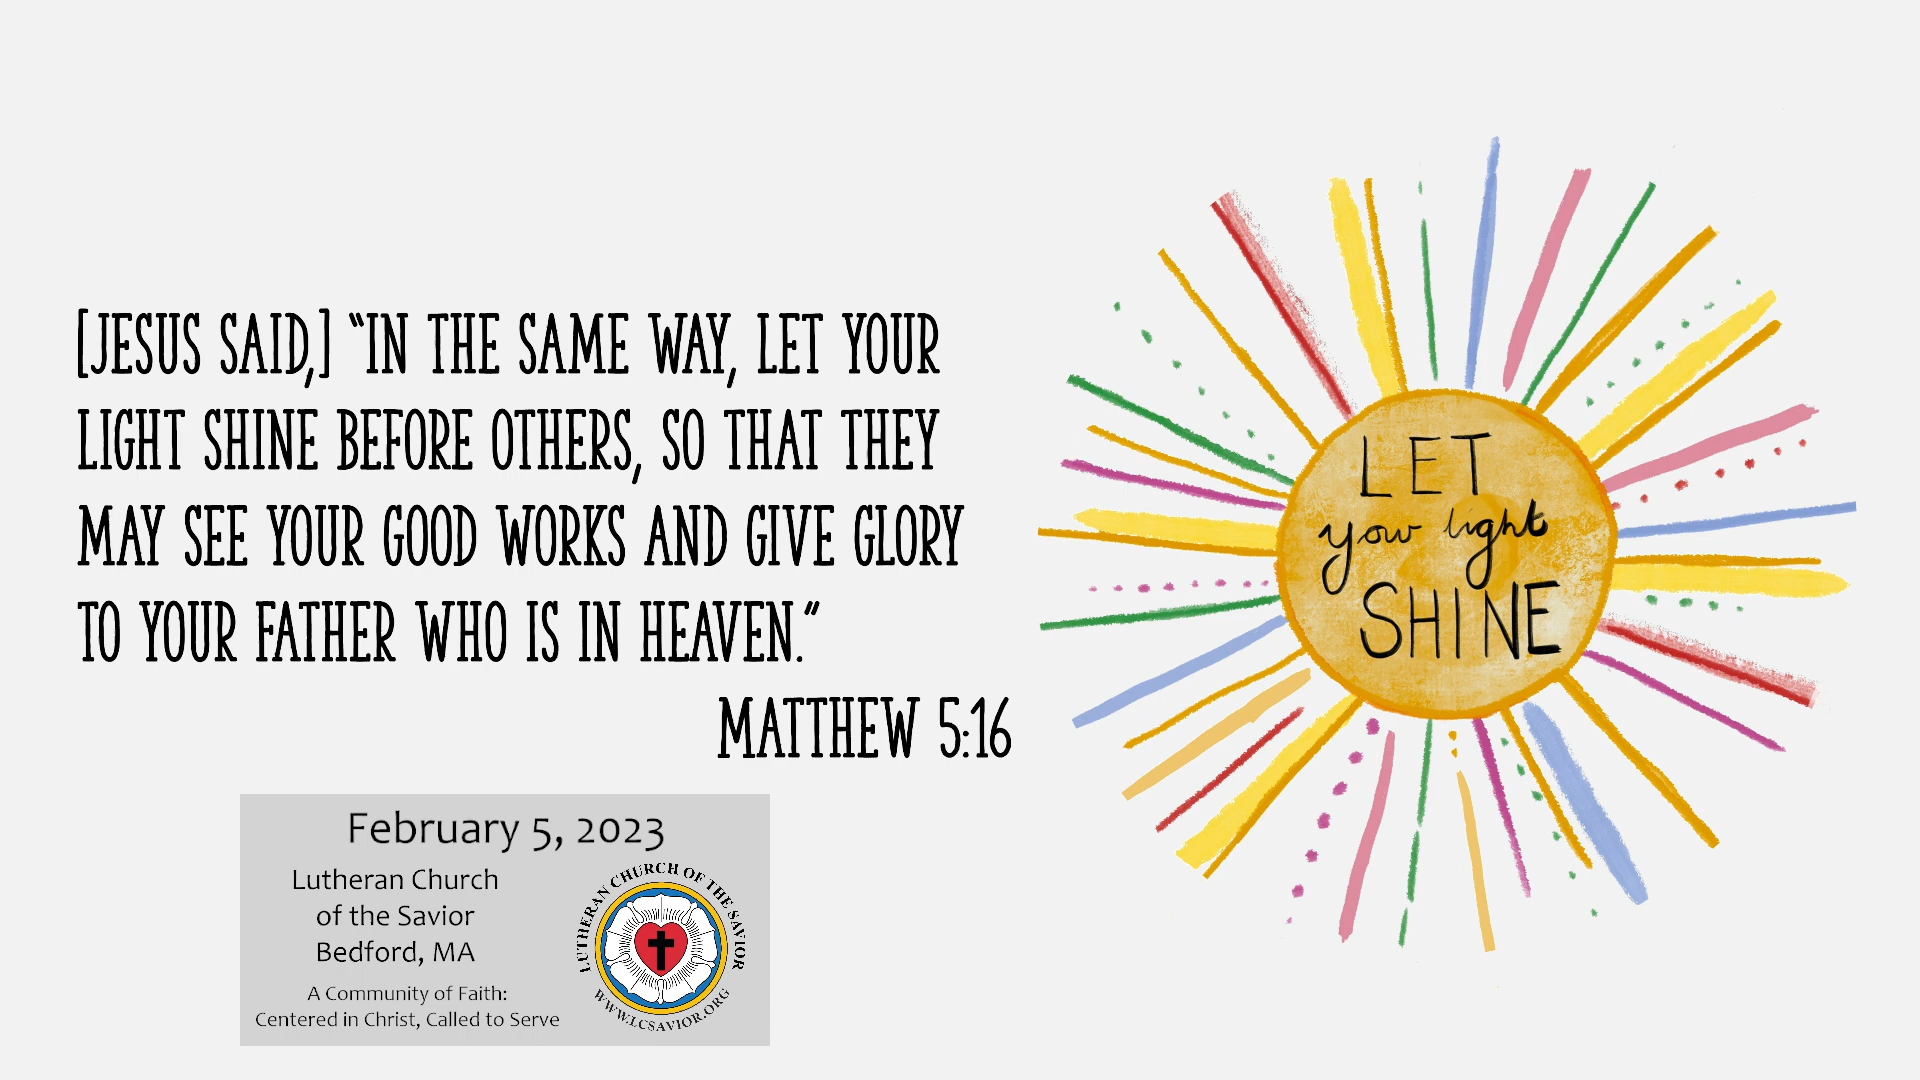 [JESUS SAID,] “IN THE SAME WAY, LET YOUR
LIGHT SHINE BEFORE OTHERS, SO THAT THEY
MAY SEE YOUR GOOD WORKS AND GIVE GLORY
TO YOUR FATHER WHO IS IN HEAVEN.”
MATTHEW 5:16
LET
your light
SHINE
February 5, 2023
Lutheran Church
of the Savior
Bedford, MA
A Community of Faith:
Centered in Christ, Called to Serve
LUTHERAN CHURCH OF THE SAVIOR
WWW.LCSAVIOR.ORG